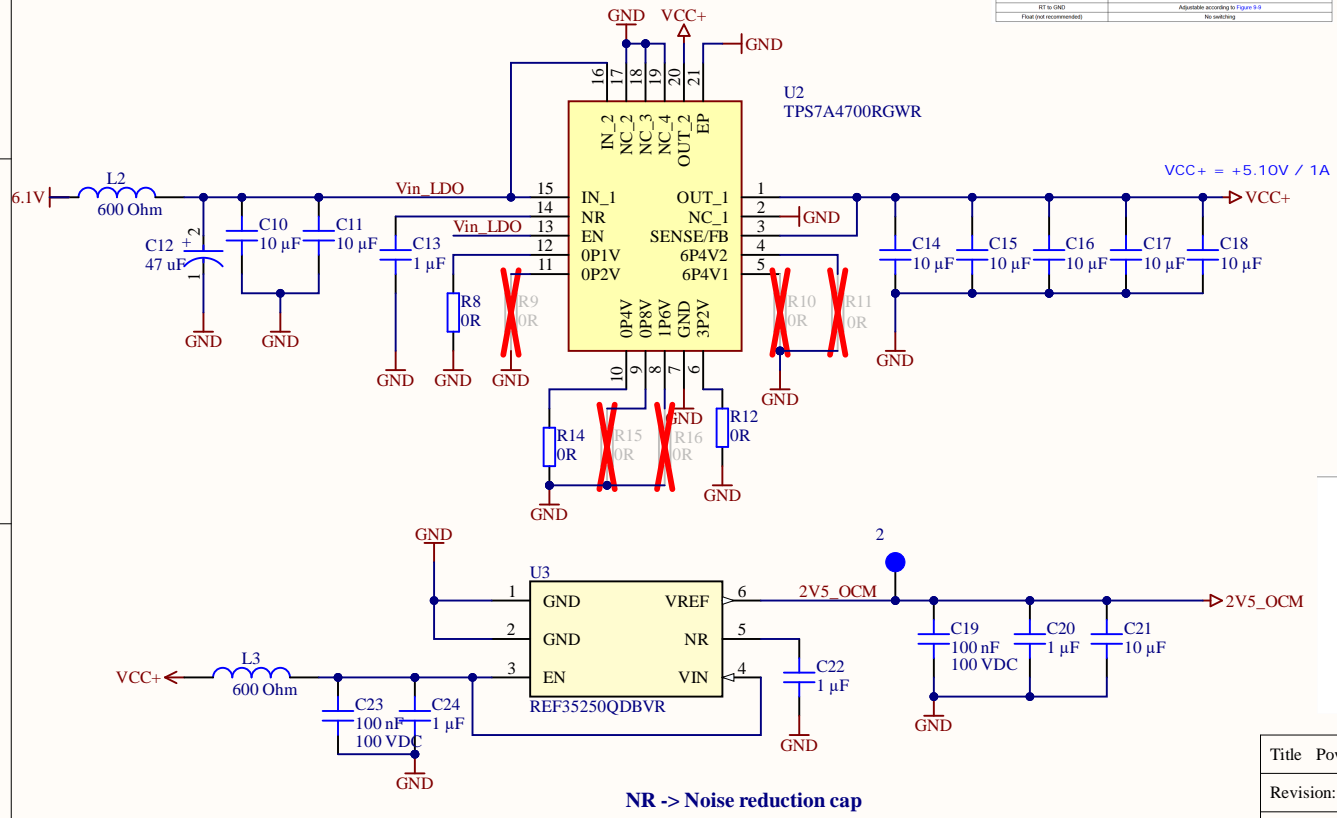 RT to GND Adjustable according to Figure 9-9
Float (not recommended) No switching
GND VCC+
GND
16 17 18 19 20 21
U2
TPS7A4700RGWR
IN_2 NC_2 NC_3 NC_4 OUT_2 EP
VCC+ = +5.10V / 1A
6.1V L2 600 Ohm
Vin_LDO 15 IN_1 OUT_1 1 VCC+
14 NR NC_1 2 GND
Vin_LDO 13 EN SENSE/FB 3
12 0P1V 6P4V2 4
11 0P2V 6P4V1 5
0P4V 0P8V 1P6V GND 3P2V
10 9 8 7 6
C12 + 2
47 uF 1
C10
10 µF
C11
10 µF
C13
1 µF
C14
10 µF
C15
10 µF
C16
10 µF
C17
10 µF
C18
10 µF
R8
0R
R9
0R
R10
0R
R11
0R
GND GND GND GND GND GND GND
R14
0R
R15
0R
R16
0R
GND
R12
0R
GND GND
GND
U3
1 GND VREF 6 2V5_OCM
2 GND NR 5
3 EN VIN 4
REF35250QDBVR
2
2V5_OCM
C19
100 nF
100 VDC
C20
1 µF
C21
10 µF
GND
VCC+ L3 600 Ohm
C23
100 nF
100 VDC
C24
1 µF
GND
C22
1 µF
GND
NR -> Noise reduction cap
Title Pow
Revision: